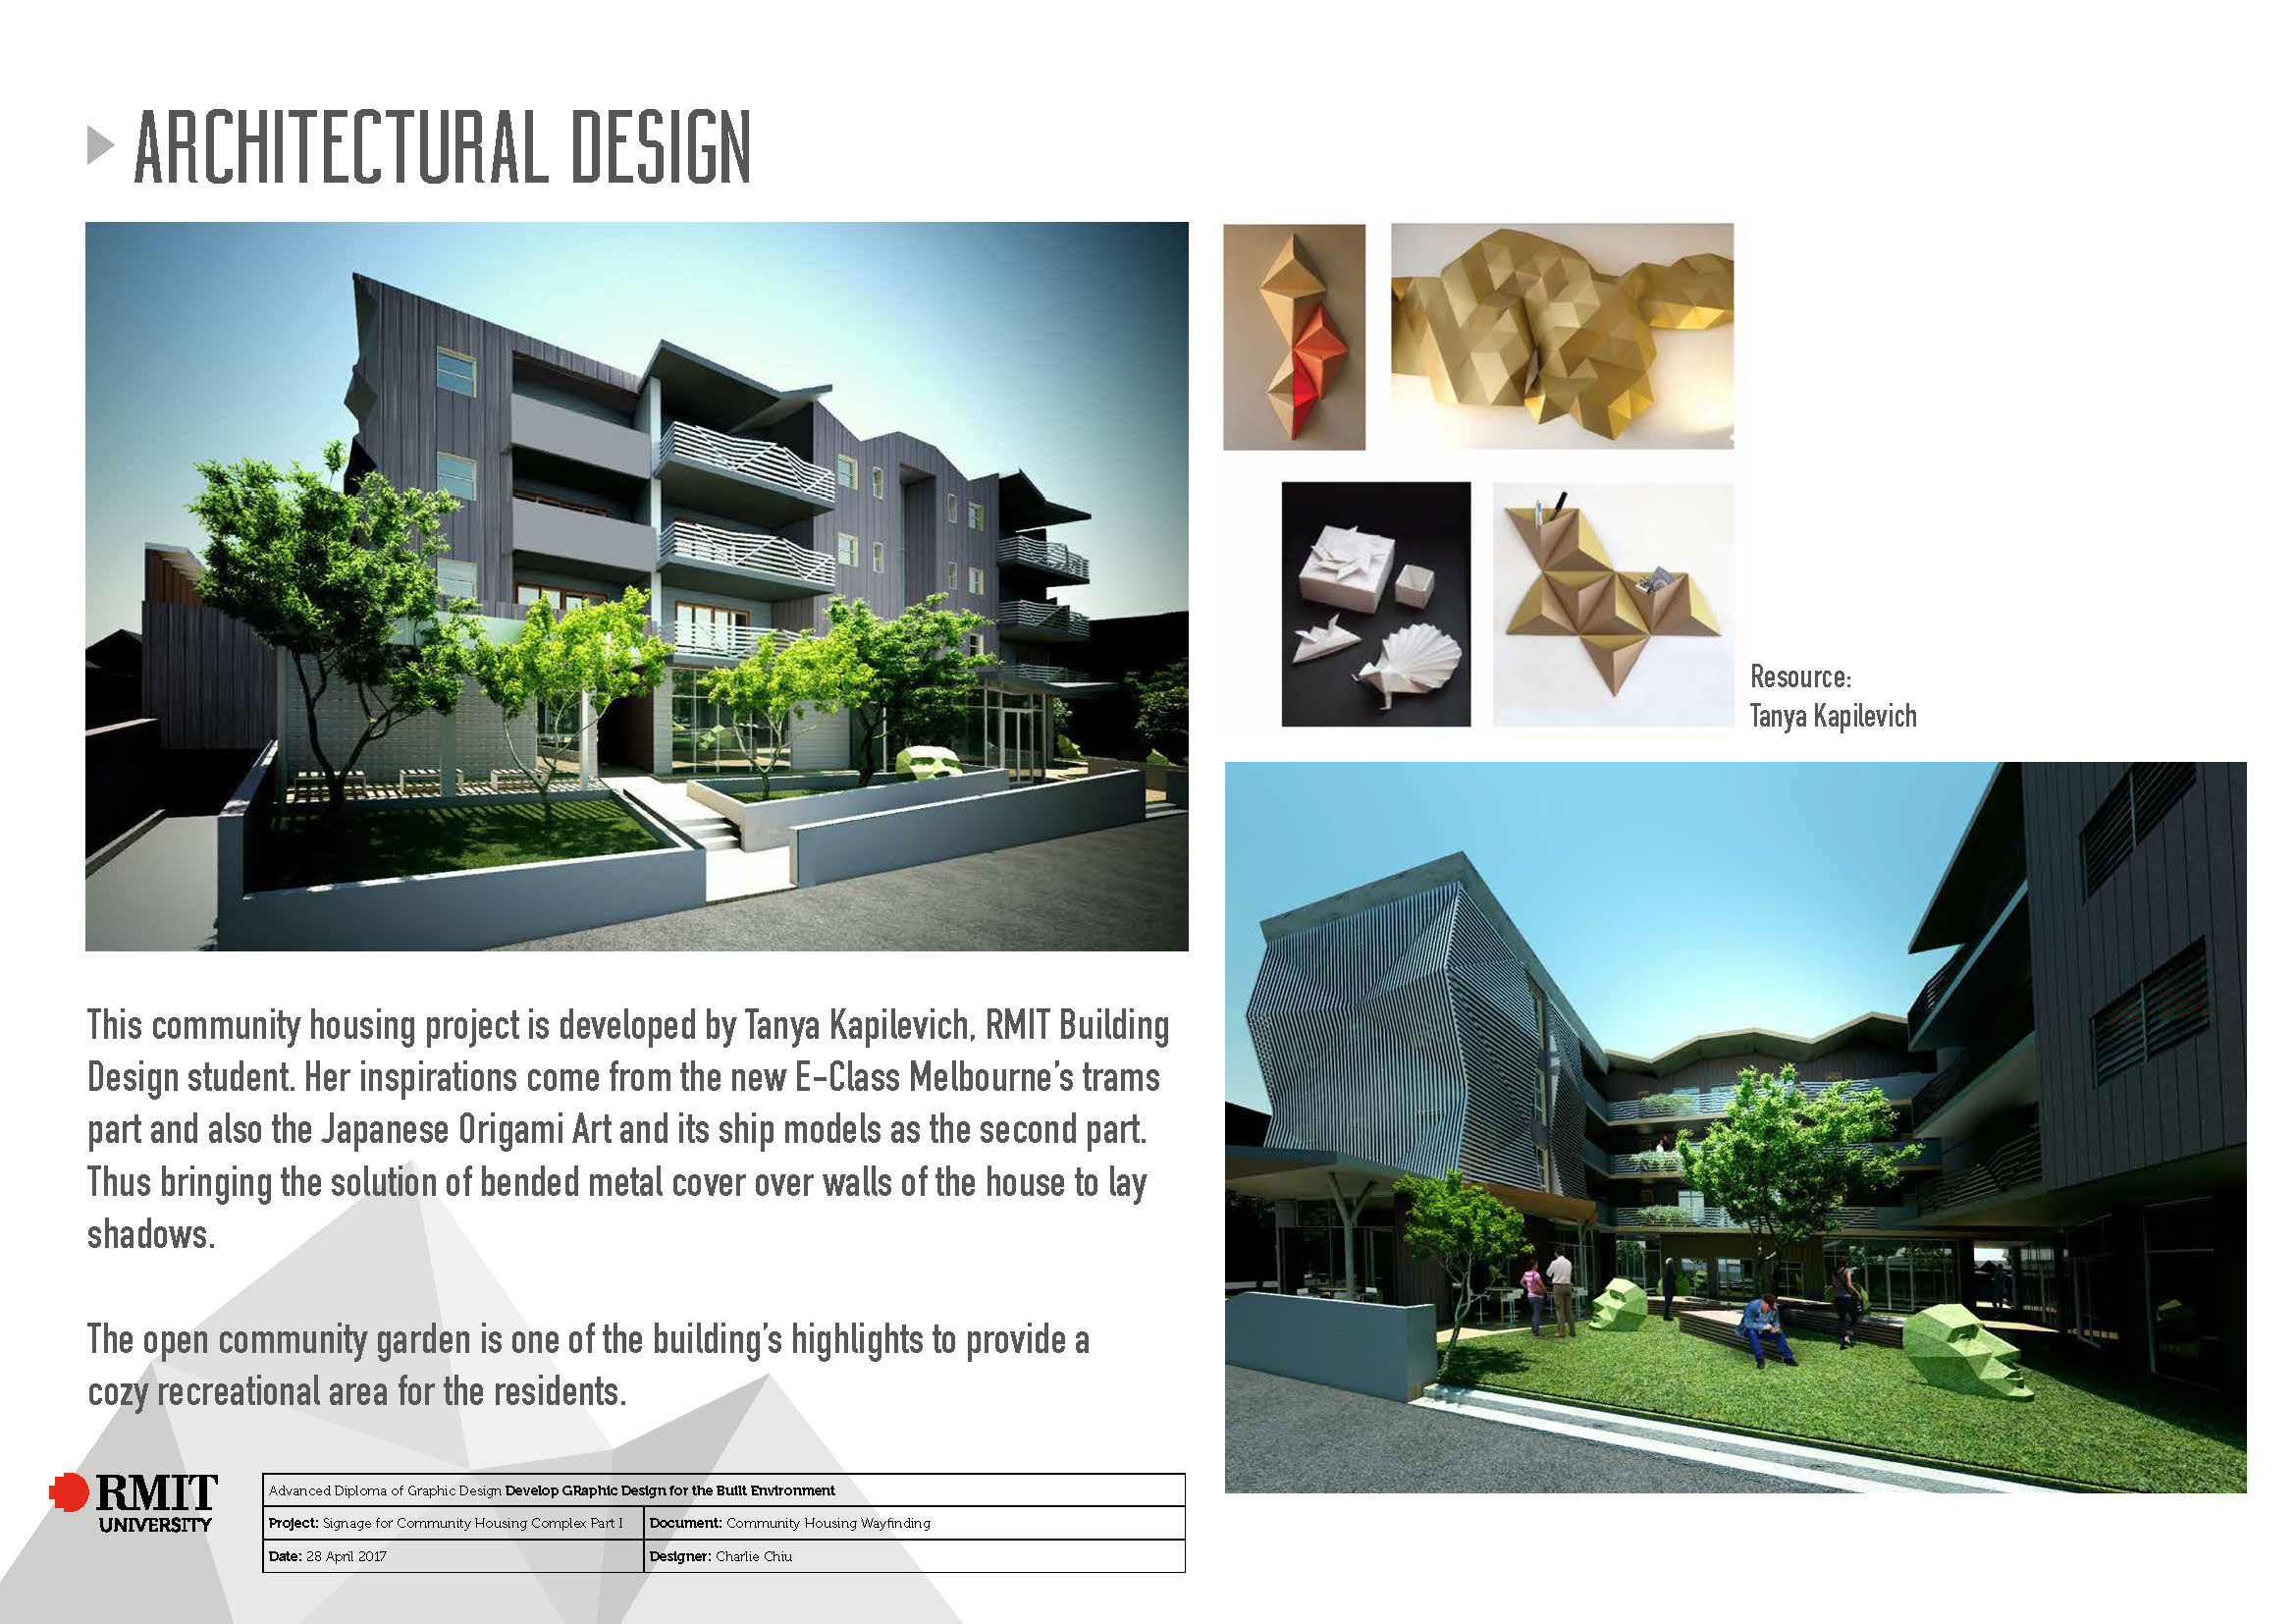 ARCHITECTURAL DESIGN
Resource:
Tanya Kapilevich
This community housing project is developed by Tanya Kapilevich, RMIT Building
Design student. Her inspirations come from the new E-Class Melbourne's trams
part and also the Japanese Origami Art and its ship models as the second part.
Thus bringing the solution of bended metal cover over walls of the house to lay
shadows.
The open community garden is one of the building's highlights to provide a
cozy recreational area for the residents.
RMIT
UNIVERSITY
Advanced Diploma of Graphic Design Develop GRaphic Design for the Built Environment
Project: Signage for Community Housing Complex Part I
Document: Community Housing Wayfinding
Date: 28 April 2017
Designer: Charlie Chiu